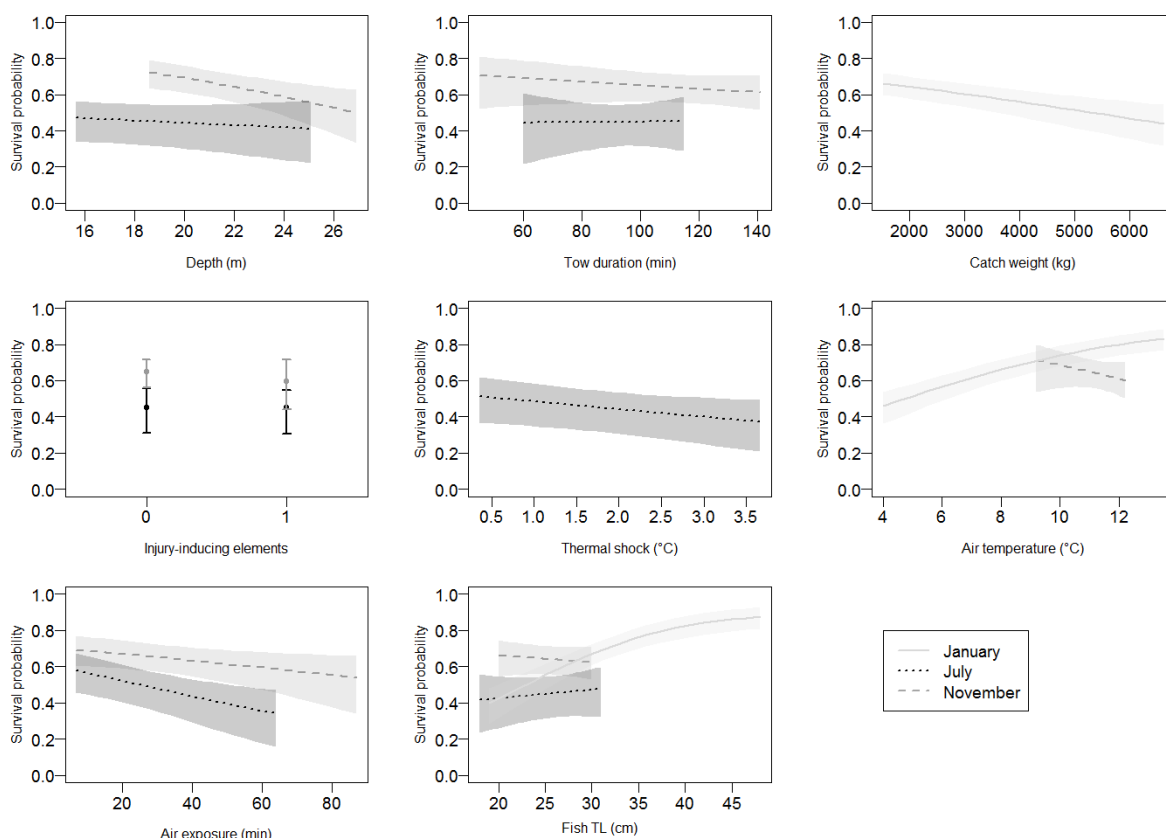 Survival probability
1.0
0.8
0.6
0.4
0.2
0.0
16 18 20 22 24 26
Depth (m)
Survival probability
1.0
0.8
0.6
0.4
0.2
0.0
60 80 100 120 140
Tow duration (min)
Survival probability
1.0
0.8
0.6
0.4
0.2
0.0
2000 3000 4000 5000 6000
Catch weight (kg)
Survival probability
1.0
0.8
0.6
0.4
0.2
0.0
0 1
Injury-inducing elements
Survival probability
1.0
0.8
0.6
0.4
0.2
0.0
0.5 1.0 1.5 2.0 2.5 3.0 3.5
Thermal shock (°C)
Survival probability
1.0
0.8
0.6
0.4
0.2
0.0
4 6 8 10 12
Air temperature (°C)
Survival probability
1.0
0.8
0.6
0.4
0.2
0.0
20 40 60 80
Air exposure (min)
Survival probability
1.0
0.8
0.6
0.4
0.2
0.0
20 25 30 35 40 45
Fish TL (cm)
January
July
November